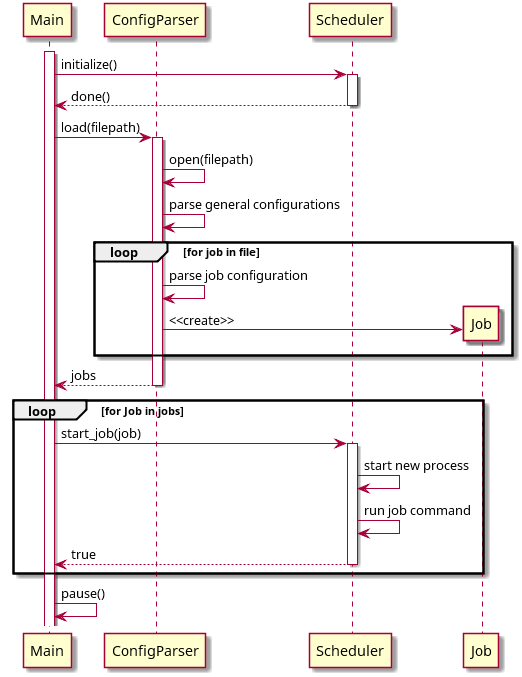 Main
ConfigParser
Scheduler
initialize()
done()
load(filepath)
open(filepath)
parse general configurations
loop
[for job in file]
parse job configuration
<<create>>
Job
jobs
loop
[for Job in jobs]
start_job(job)
start new process
run job command
true
pause()
Main
ConfigParser
Scheduler
Job